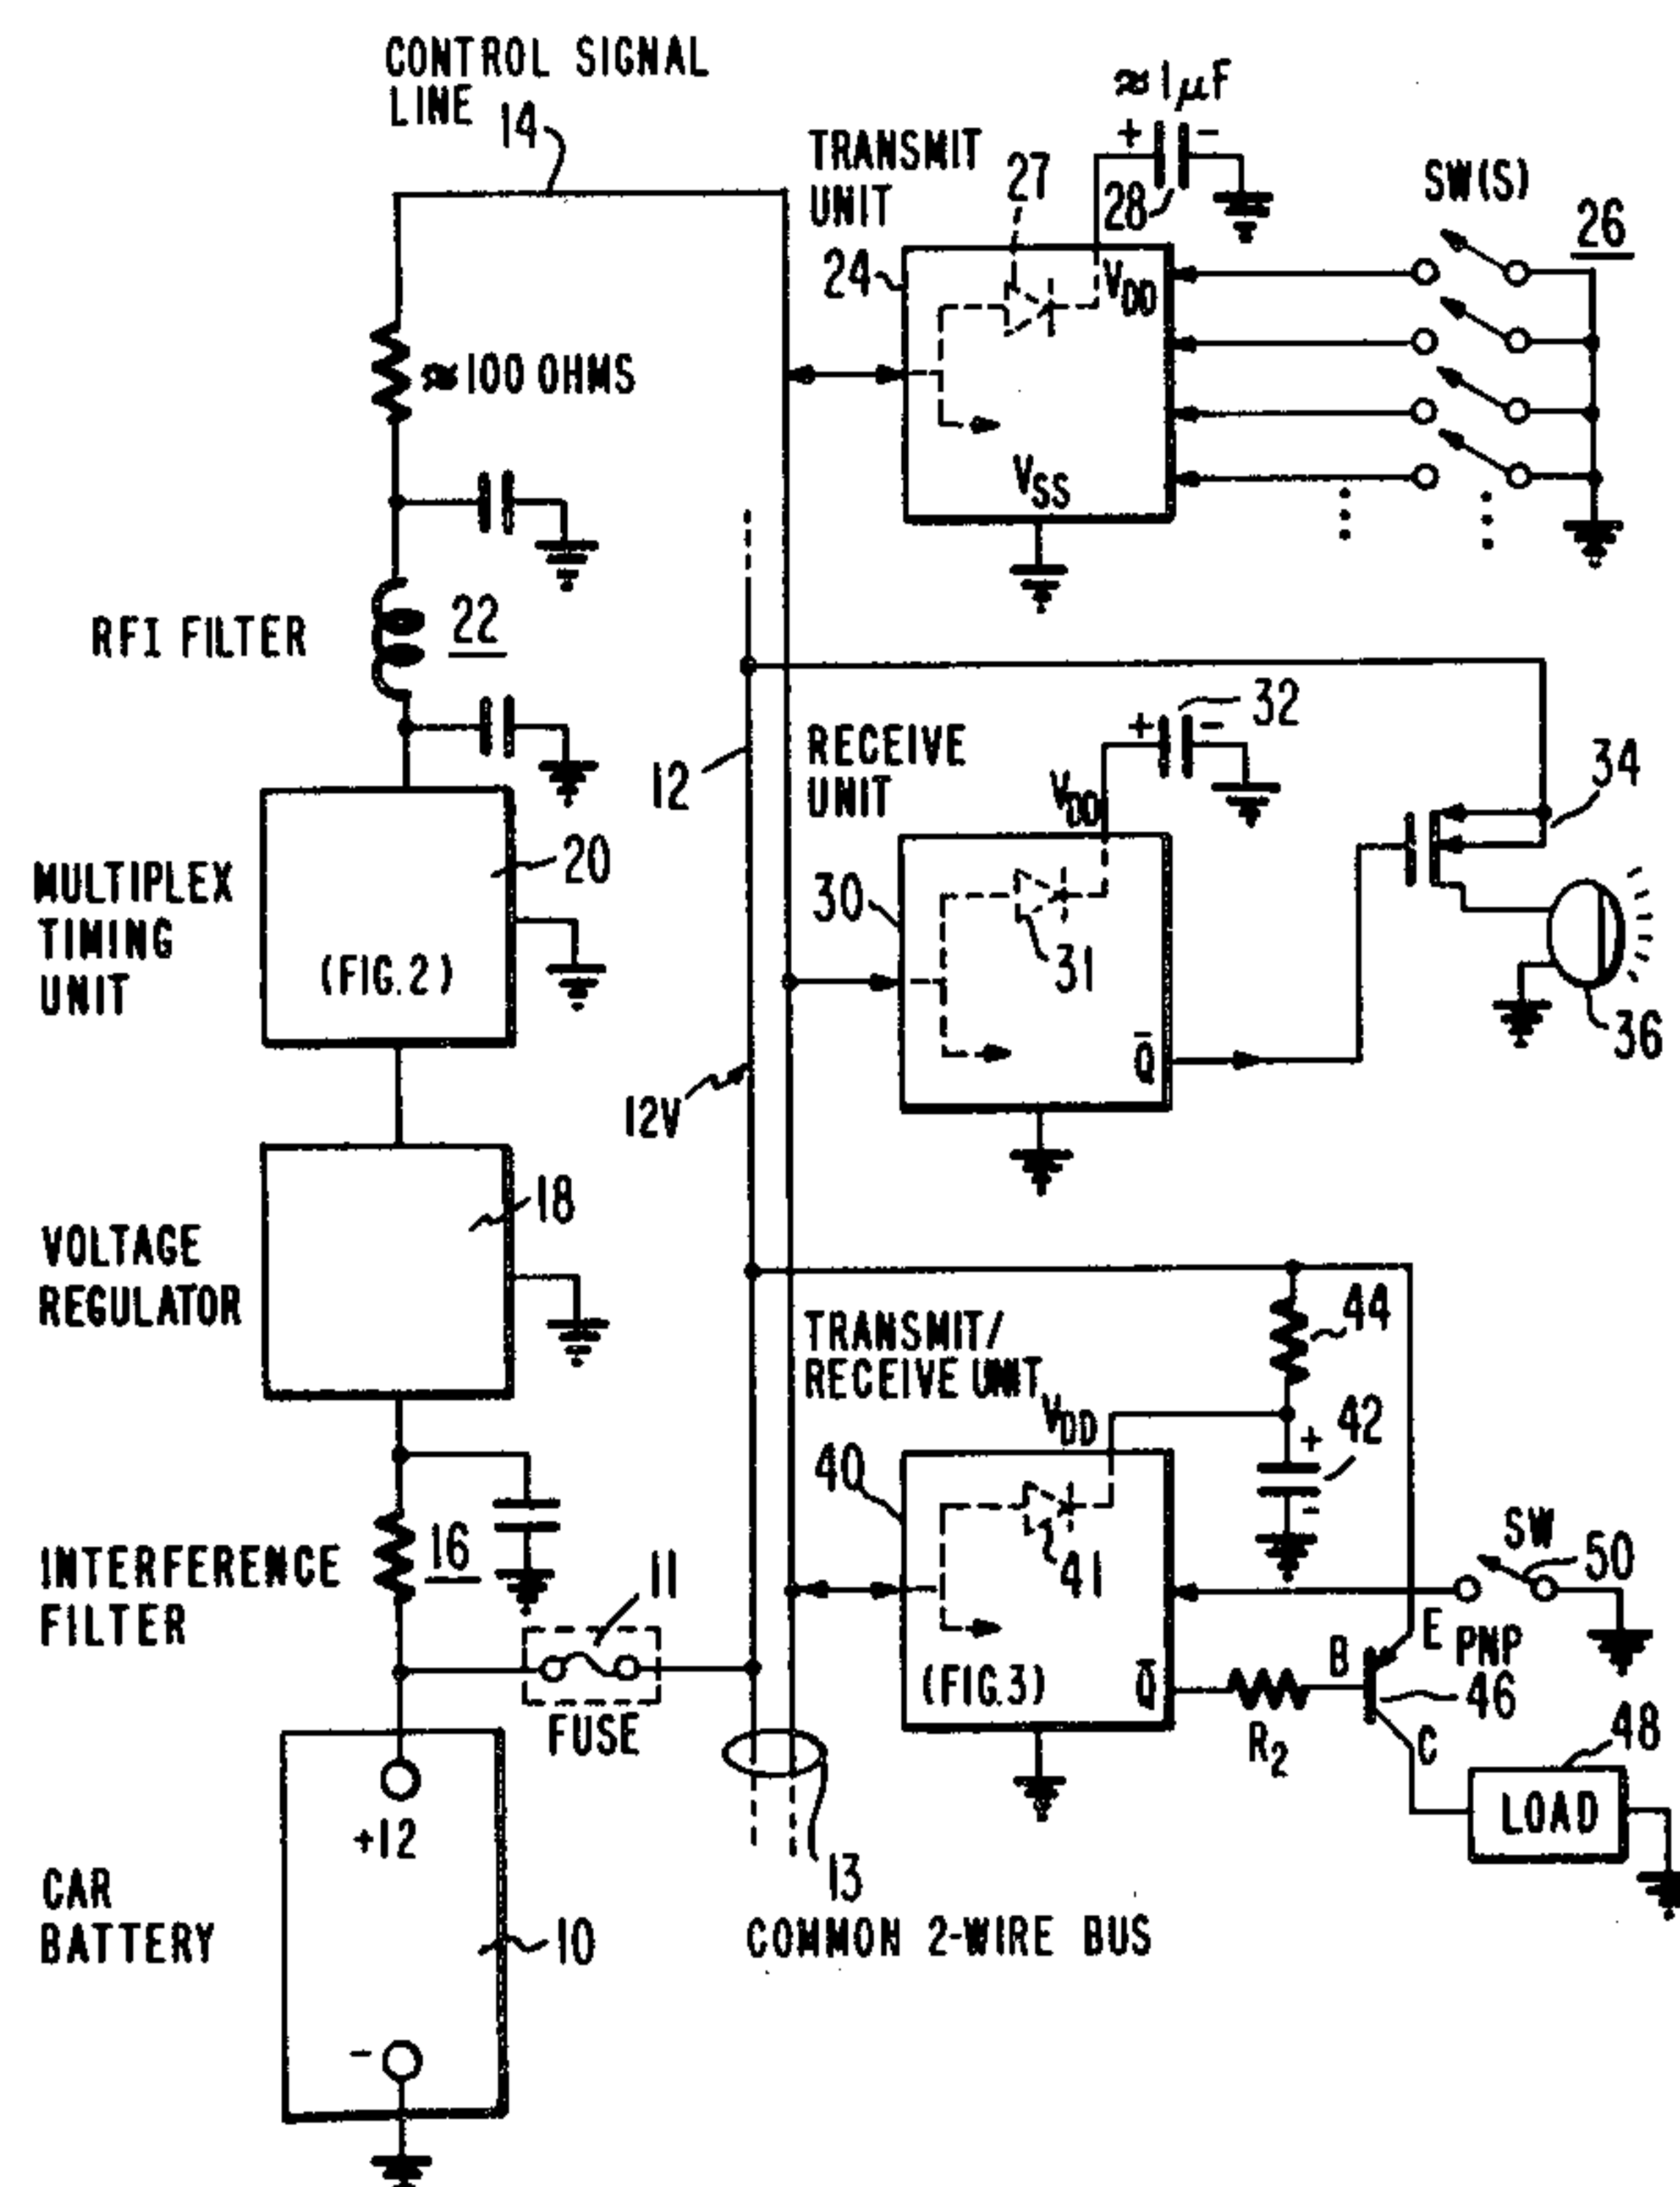 CONTROL SIGNAL
LINE 14
≈1µF
+ -
TRANSMIT
UNIT
27
28
SW(S)
26
24
VDD
≈100 OHMS
VSS
RFI FILTER
22
12
RECEIVE
UNIT
+ -
32
VDD
34
MULTIPLEX
TIMING
UNIT
20
(FIG.2)
30
31
Q̅
36
12V
VOLTAGE
REGULATOR
18
TRANSMIT/
RECEIVE UNIT
VDD
44
+
42
-
40
41
INTERFERENCE
FILTER
16
11
FUSE
SW
50
(FIG.3)
Q̅
R2
B
E
PNP
46
C
48
LOAD
+12
CAR
BATTERY
10
-
13
COMMON 2-WIRE BUS